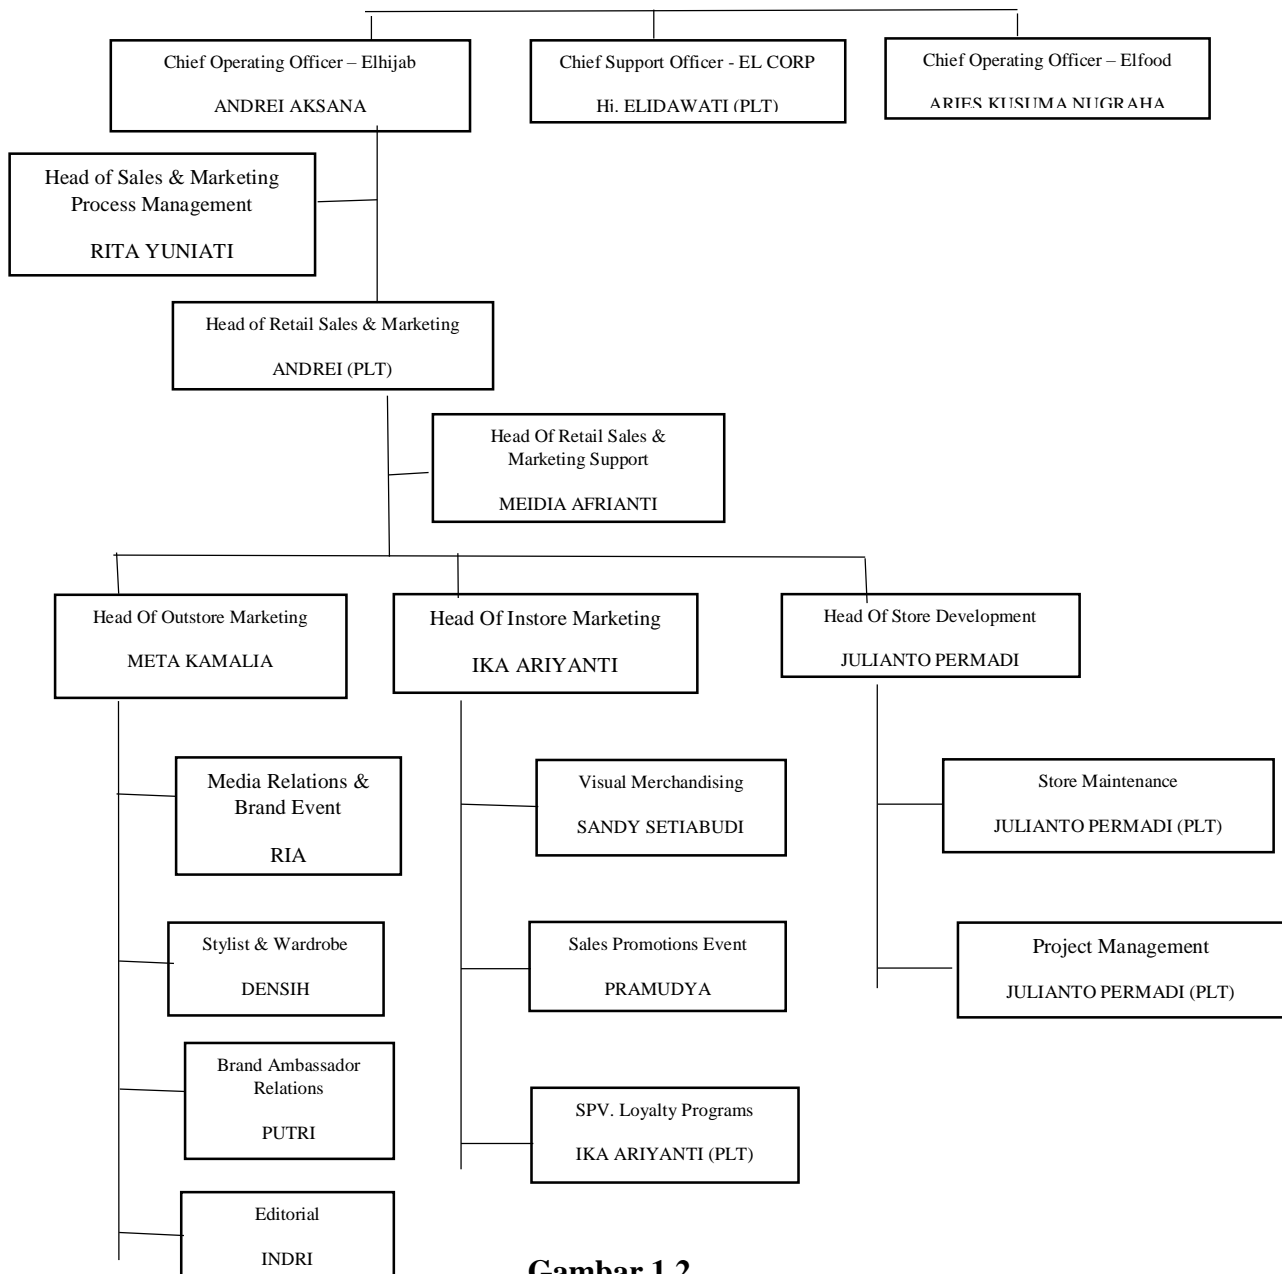 Chief Operating Officer – Elhijab
ANDREI AKSANA
Chief Support Officer - EL CORP
Hj. ELIDAWATI (PLT)
Chief Operating Officer – Elfood
ARIES KUSUMA NUGRAHA
Head of Sales & Marketing
Process Management
RITA YUNIATI
Head of Retail Sales & Marketing
ANDREI (PLT)
Head Of Retail Sales &
Marketing Support
MEIDIA AFRIANTI
Head Of Outstore Marketing
META KAMALIA
Head Of Instore Marketing
IKA ARIYANTI
Head Of Store Development
JULIANTO PERMADI
Media Relations &
Brand Event
RIA
Visual Merchandising
SANDY SETIABUDI
Store Maintenance
JULIANTO PERMADI (PLT)
Stylist & Wardrobe
DENSIH
Sales Promotions Event
PRAMUDYA
Project Management
JULIANTO PERMADI (PLT)
Brand Ambassador
Relations
PUTRI
SPV. Loyalty Programs
IKA ARIYANTI (PLT)
Editorial
INDRI
Gambar 1.2